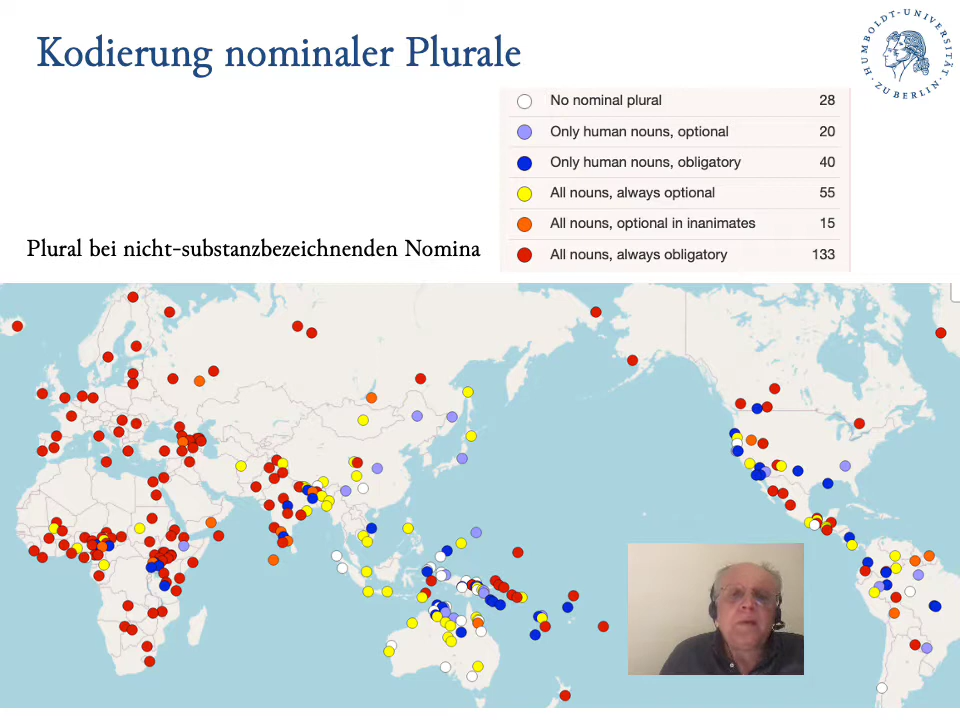 Kodierung nominaler Plurale
HUMBOLDT-UNIVERSITÄT
ZU BERLIN
No nominal plural 28
Only human nouns, optional 20
Only human nouns, obligatory 40
All nouns, always optional 55
All nouns, optional in inanimates 15
All nouns, always obligatory 133
Plural bei nicht-substanzbezeichnenden Nomina